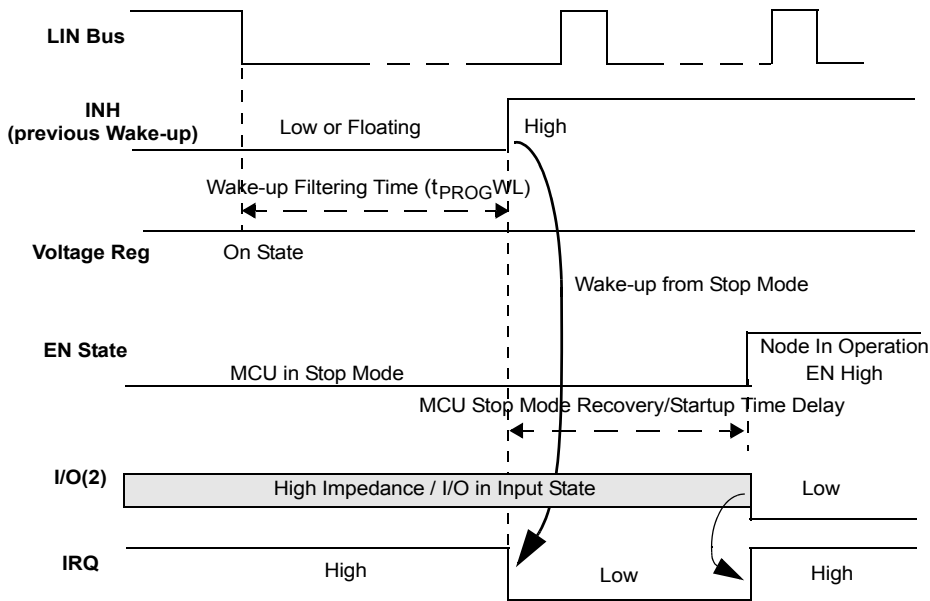 LIN Bus
INH
(previous Wake-up)
Low or Floating
High
Wake-up Filtering Time (tPROGWL)
Voltage Reg
On State
Wake-up from Stop Mode
EN State
MCU in Stop Mode
Node In Operation
EN High
MCU Stop Mode Recovery/Startup Time Delay
I/O(2)
High Impedance / I/O in Input State
Low
IRQ
High
Low
High